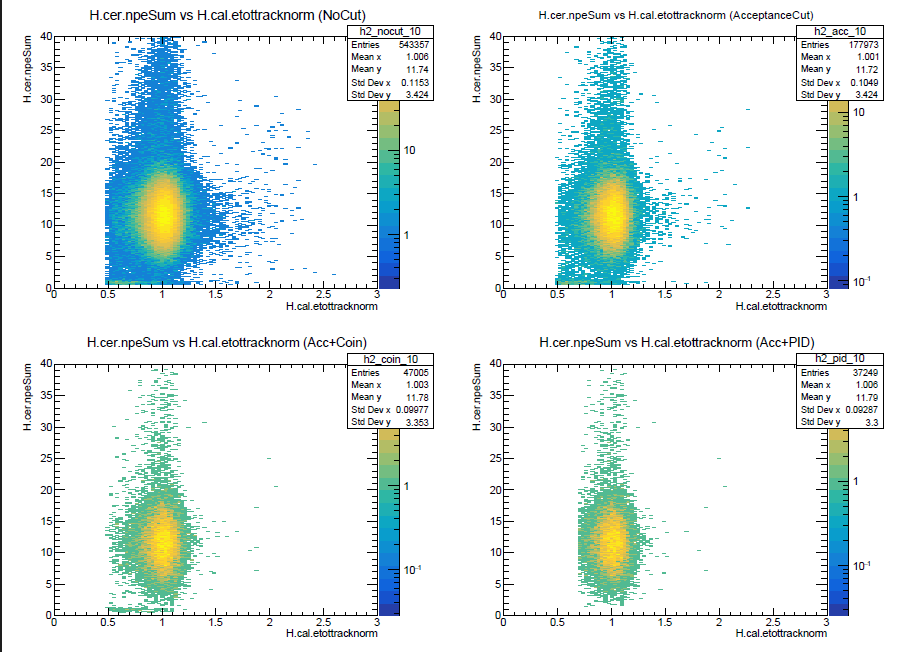 H.cer.npeSum vs H.cal.etottracknorm (NoCut)
H.cer.npeSum
40
35
30
25
20
15
10
5
0
0 0.5 1 1.5 2 2.5 3
H.cal.etottracknorm
h2_nocut_10
Entries 543357
Mean x 1.006
Mean y 11.74
Std Dev x 0.1153
Std Dev y 3.424
10
1
H.cer.npeSum vs H.cal.etottracknorm (AcceptanceCut)
H.cer.npeSum
40
35
30
25
20
15
10
5
0
0 0.5 1 1.5 2 2.5 3
H.cal.etottracknorm
h2_acc_10
Entries 177973
Mean x 1.001
Mean y 11.72
Std Dev x 0.1049
Std Dev y 3.424
10
1
10⁻¹
H.cer.npeSum vs H.cal.etottracknorm (Acc+Coin)
H.cer.npeSum
40
35
30
25
20
15
10
5
0
0 0.5 1 1.5 2 2.5 3
H.cal.etottracknorm
h2_coin_10
Entries 47005
Mean x 1.003
Mean y 11.78
Std Dev x 0.09977
Std Dev y 3.353
1
10⁻¹
H.cer.npeSum vs H.cal.etottracknorm (Acc+PID)
H.cer.npeSum
40
35
30
25
20
15
10
5
0
0 0.5 1 1.5 2 2.5 3
H.cal.etottracknorm
h2_pid_10
Entries 37249
Mean x 1.006
Mean y 11.79
Std Dev x 0.09287
Std Dev y 3.3
1
10⁻¹